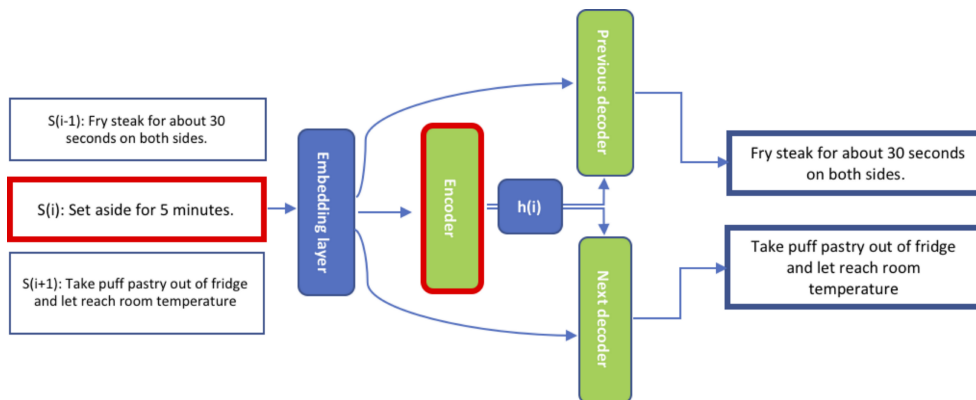 S(i-1): Fry steak for about 30
seconds on both sides.
S(i): Set aside for 5 minutes.
S(i+1): Take puff pastry out of fridge
and let reach room temperature
Embedding layer
Encoder
h(i)
Previous decoder
Next decoder
Fry steak for about 30 seconds
on both sides.
Take puff pastry out of fridge
and let reach room
temperature